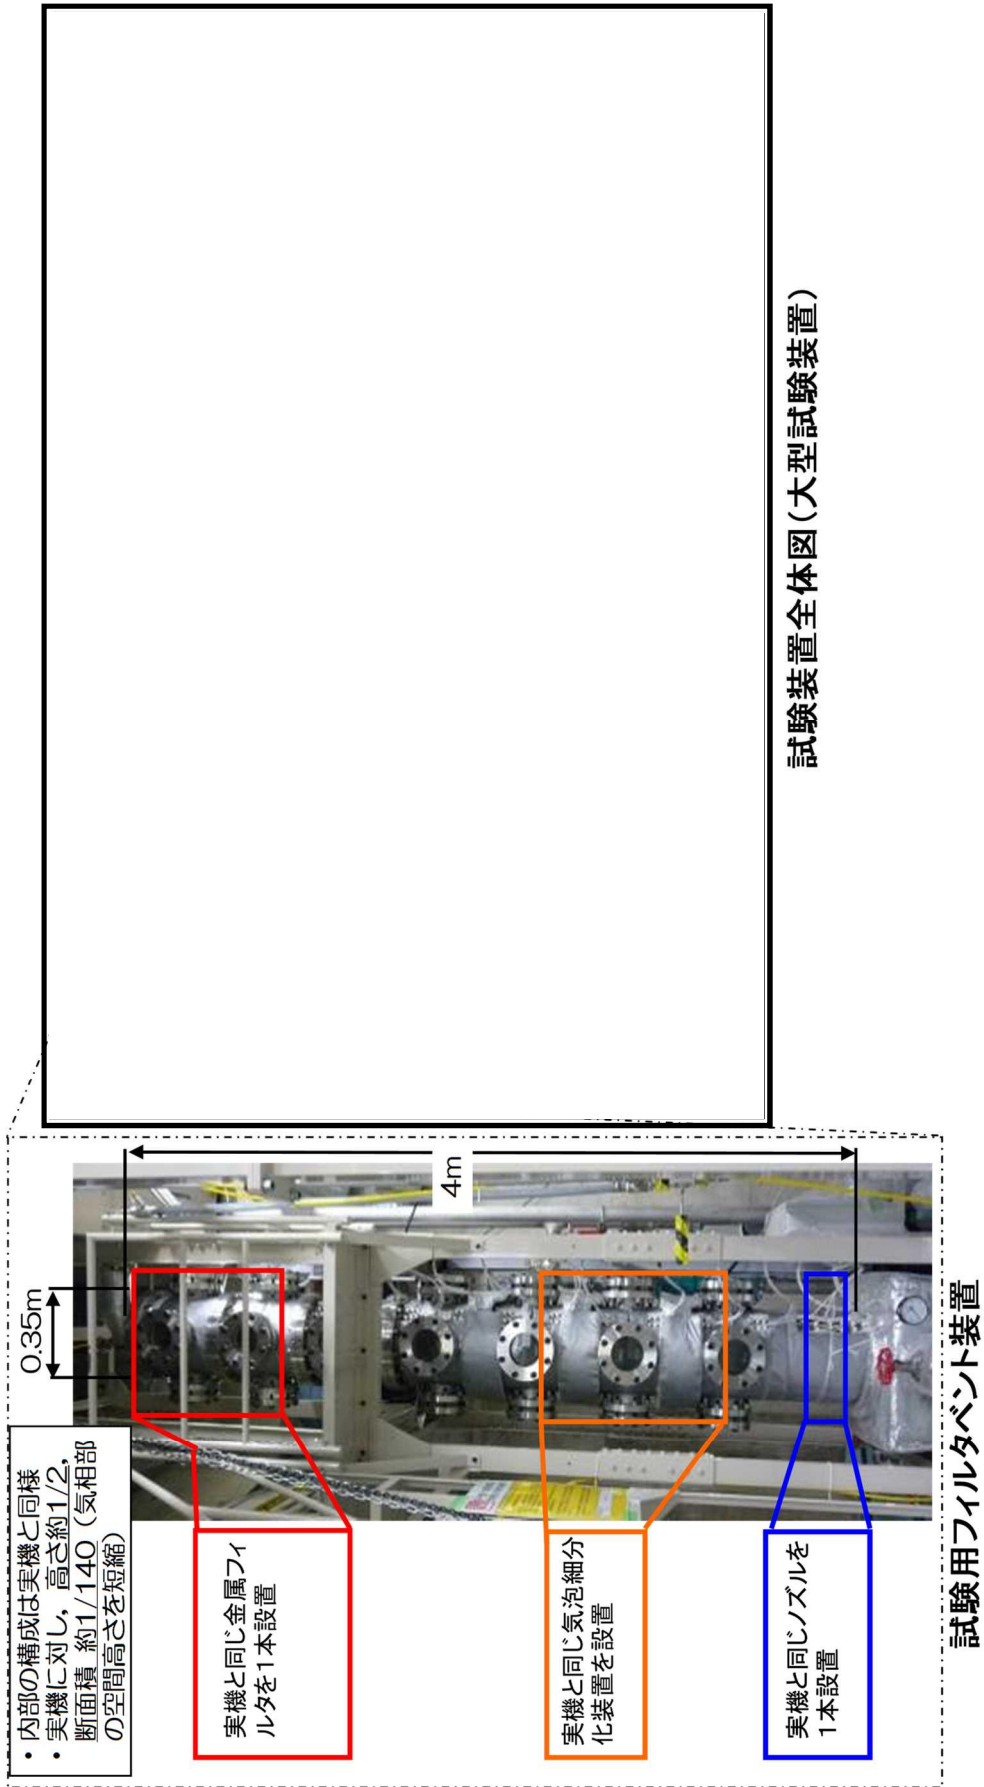 ・内部の構成は実機と同様
・実機に対し，高さ約1/2，
断面積 約1/140（気相部
の空間高さを短縮）
0.35m
4m
実機と同じ金属フィ
ルタを1本設置
実機と同じ気泡細分
化装置を設置
実機と同じノズルを
1本設置
試験用フィルタベント装置
試験装置全体図（大型試験装置）